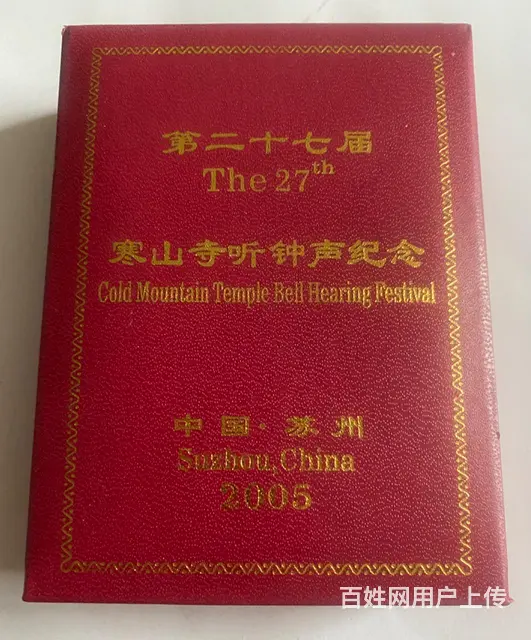 第二十七届
The 27th
寒山寺听钟声纪念
Cold Mountain Temple Bell Hearing Festival
中国·苏州
Suzhou,China
2005
百姓网用户上传